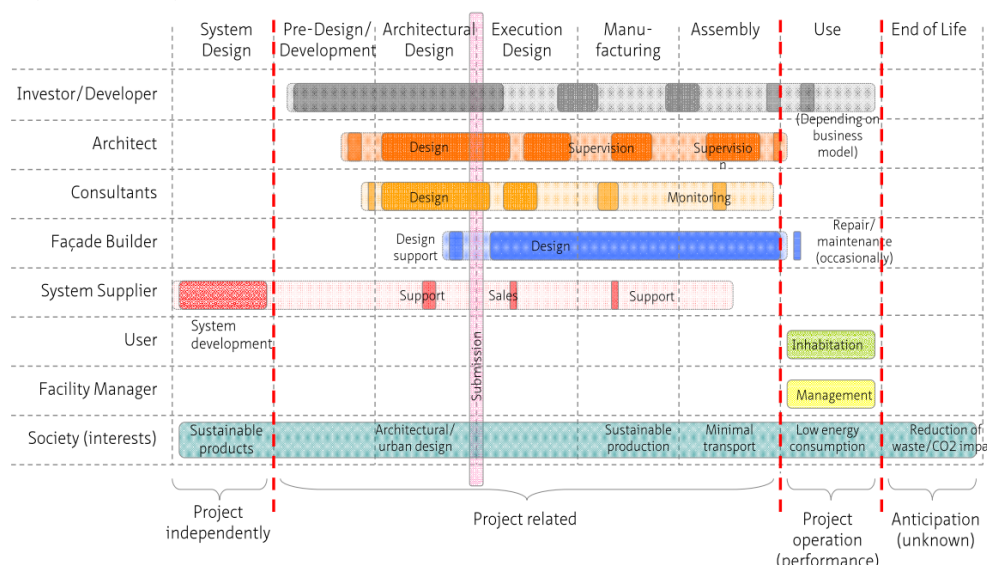 System
Design
Pre-Design/
Development
Architectural
Design
Execution
Design
Manu-
facturing
Assembly
Use
End of Life
Investor/Developer
(Depending on
business
model)
Architect
Design
Supervision
Supervisio
n
Consultants
Design
Monitoring
Façade Builder
Design
support
Design
Repair/
maintenance
(occasionally)
System Supplier
Support
Sales
Support
System
development
Submission
User
Inhabitation
Facility Manager
Management
Society (interests)
Sustainable
products
Architectural/
urban design
Sustainable
production
Minimal
transport
Low energy
consumption
Reduction of
waste/CO2 impa
Project
independently
Project related
Project
operation
(performance)
Anticipation
(unknown)